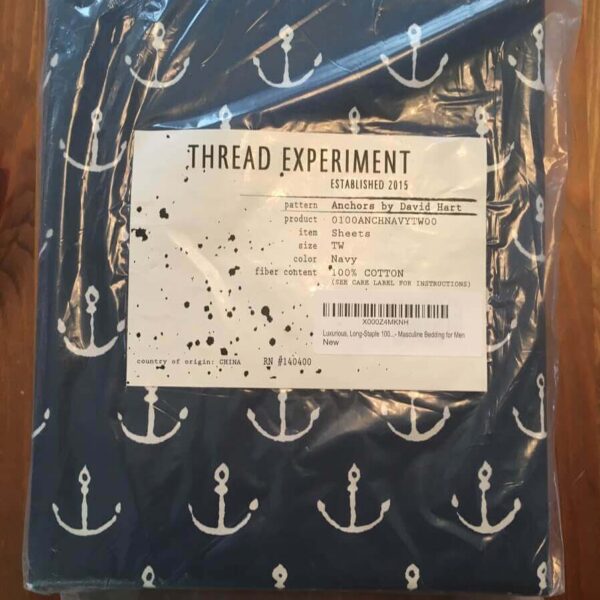 THREAD EXPERIMENT
ESTABLISHED 2015
pattern Anchors by David Hart
product 0100ANCHNAVYTW00
item Sheets
size TW
color Navy
fiber content 100% COTTON
(SEE CARE LABEL FOR INSTRUCTIONS)
X000Z4MKNH
Luxurious, Long-Staple 100...- Masculine Bedding for Men
New
country of origin: CHINA RN #140400